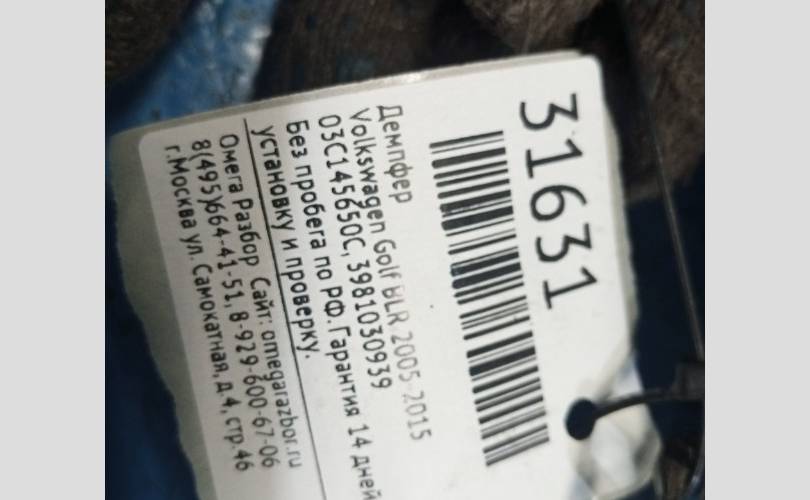 31631
Демпфер
Volkswagen Golf BLR 2005-2015
03C145650C, 3981030939
Без пробега по РФ. Гарантия 14 дней
установку и проверку.
Омега Разбор Сайт: omegarazbor.ru
8(495)664-41-51, 8-929-600-67-06
г.Москва ул. Самокатная, д.4, стр.46